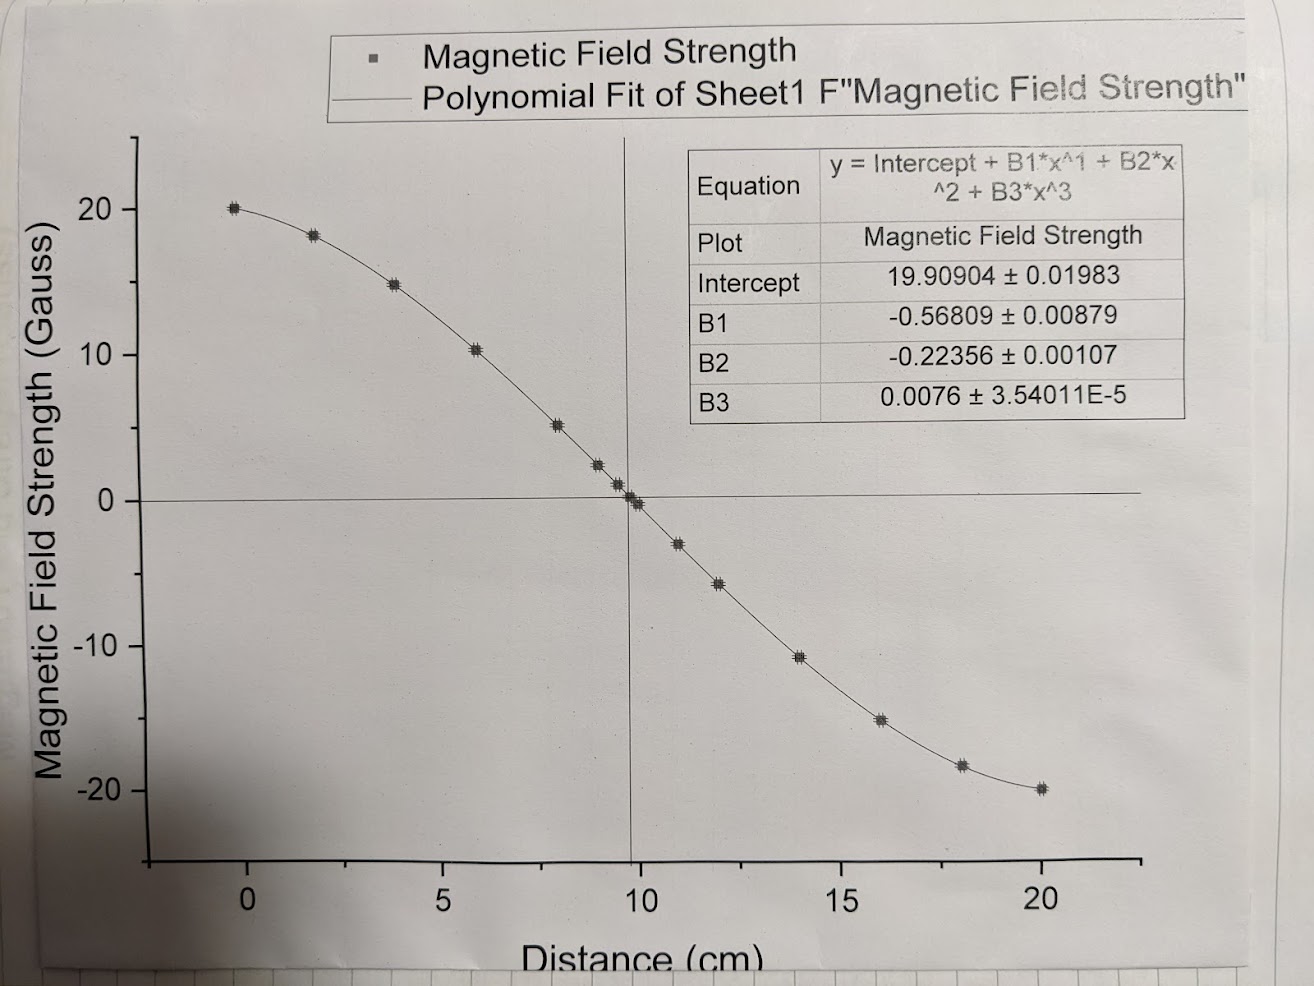 Magnetic Field Strength
Polynomial Fit of Sheet1 F"Magnetic Field Strength"
Equation
y = Intercept + B1*x^1 + B2*x
^2 + B3*x^3
Plot
Magnetic Field Strength
Intercept
19.90904 ± 0.01983
B1
-0.56809 ± 0.00879
B2
-0.22356 ± 0.00107
B3
0.0076 ± 3.54011E-5
Magnetic Field Strength (Gauss)
20
10
0
-10
-20
0
5
10
15
20
Distance (cm)